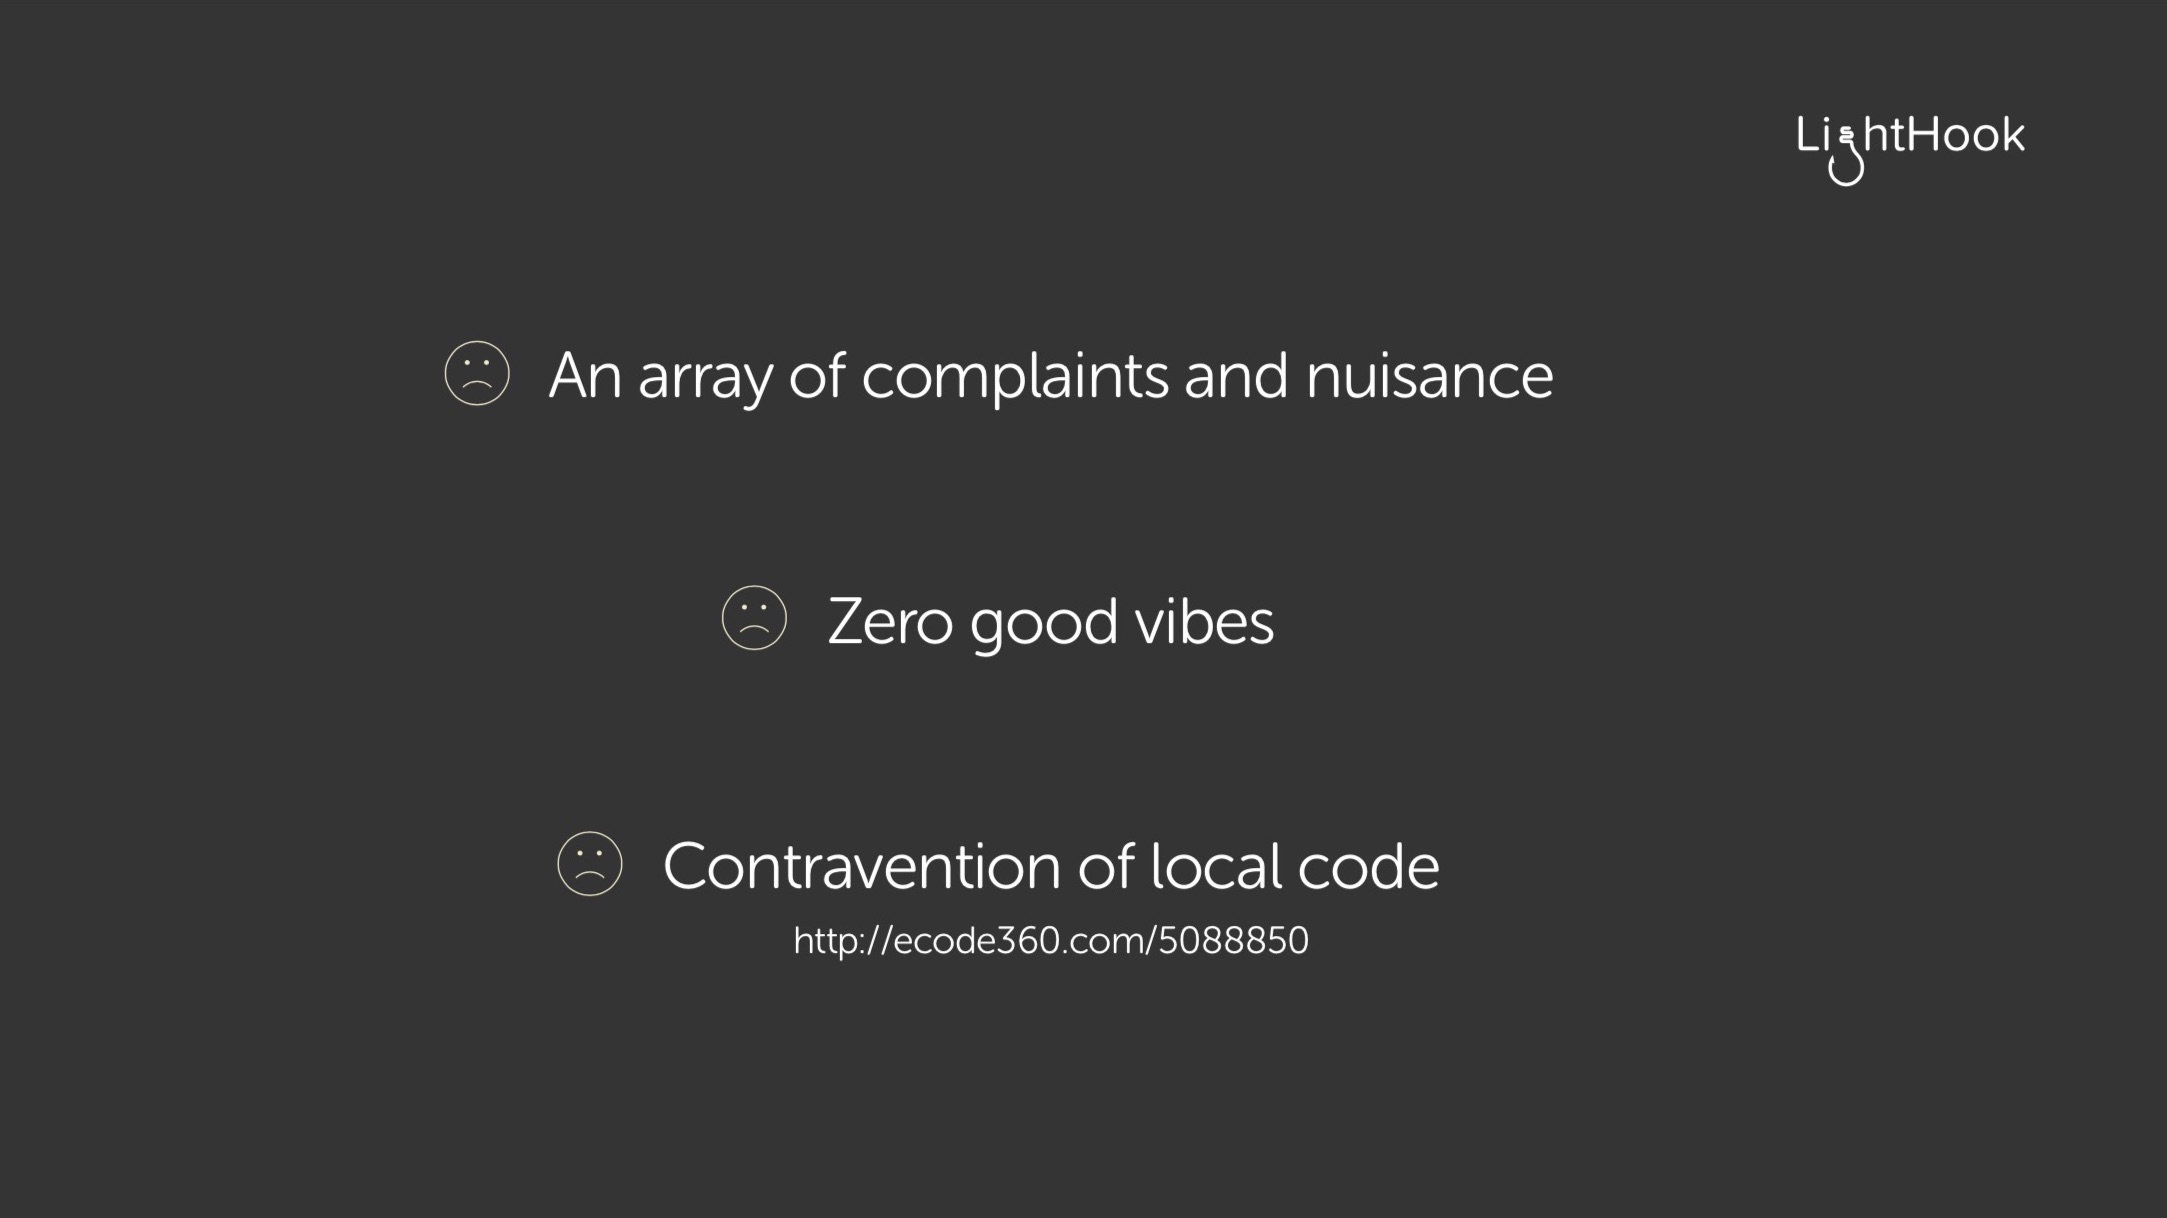 LightHook
An array of complaints and nuisance
Zero good vibes
Contravention of local code
http://ecode360.com/5088850